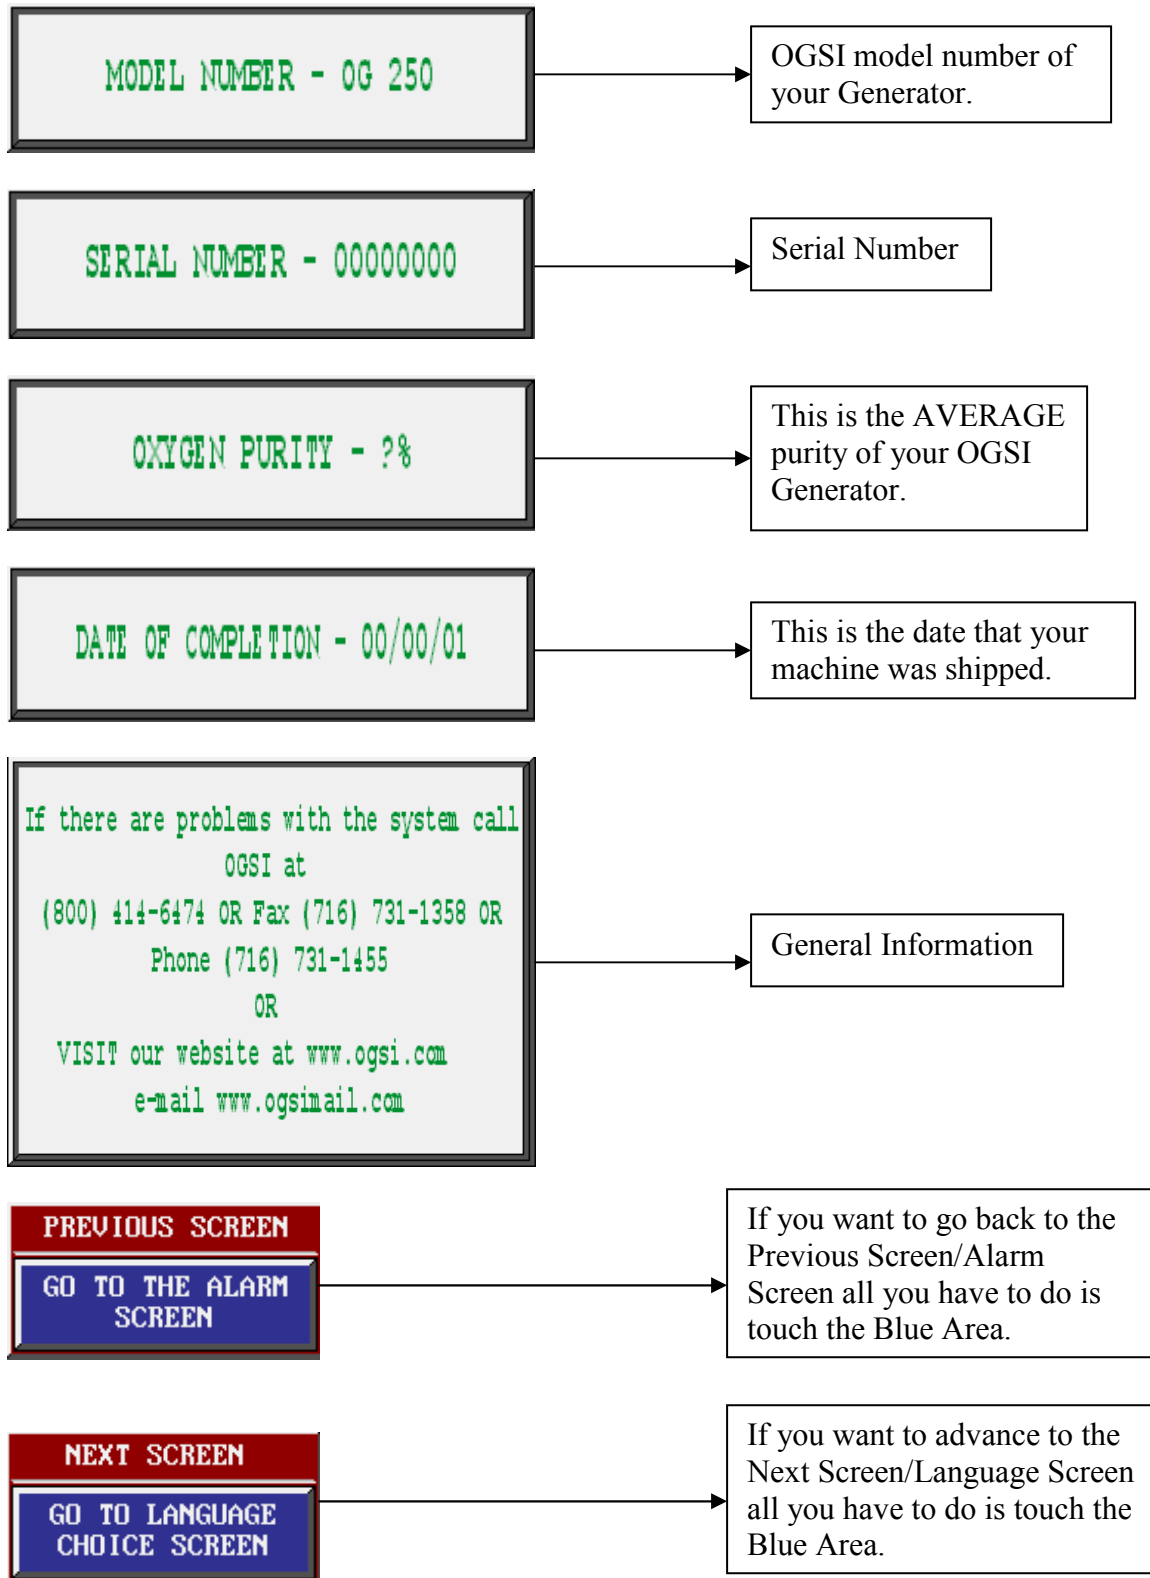 MODEL NUMBER - OG 250
OGSI model number of
your Generator.
SERIAL NUMBER - 00000000
Serial Number
OXYGEN PURITY - ?%
This is the AVERAGE
purity of your OGSI
Generator.
DATE OF COMPLETION - 00/00/01
This is the date that your
machine was shipped.
If there are problems with the system call
OGSI at
(800) 414-6474 OR Fax (716) 731-1358 OR
Phone (716) 731-1455
OR
VISIT our website at www.ogsi.com
e-mail www.ogsimail.com
General Information
PREVIOUS SCREEN
GO TO THE ALARM
SCREEN
If you want to go back to the
Previous Screen/Alarm
Screen all you have to do is
touch the Blue Area.
NEXT SCREEN
GO TO LANGUAGE
CHOICE SCREEN
If you want to advance to the
Next Screen/Language Screen
all you have to do is touch the
Blue Area.